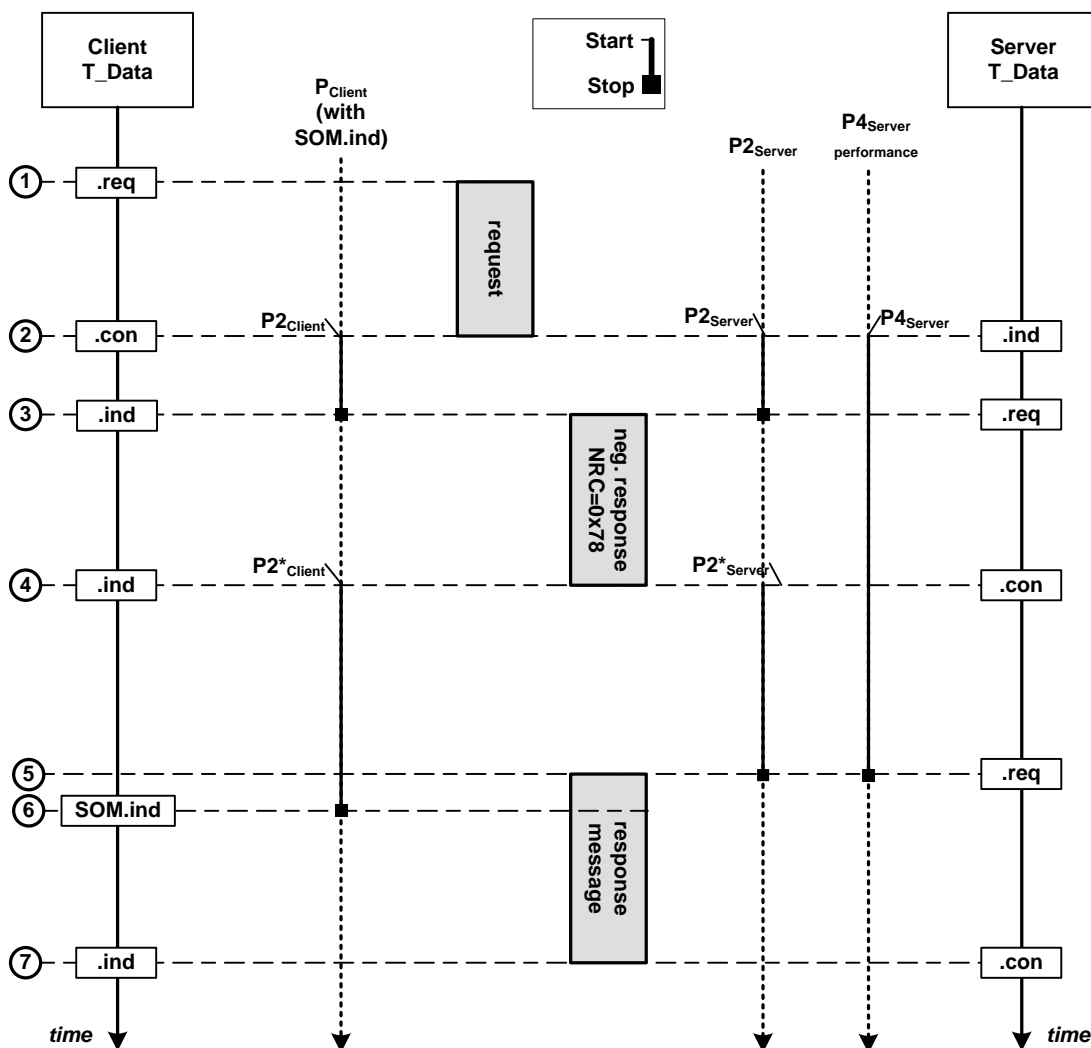 Client
T_Data
Start
Stop
Server
T_Data
P_Client
(with
SOM.ind)
P2_Server
P4_Server
performance
1
.req
request
2
.con
P2_Client
P2_Server
P4_Server
.ind
3
.ind
neg. response
NRC=0x78
.req
4
.ind
P2*_Client
P2*_Server
.con
5
.req
6
SOM.ind
response
message
7
.ind
.con
time
time